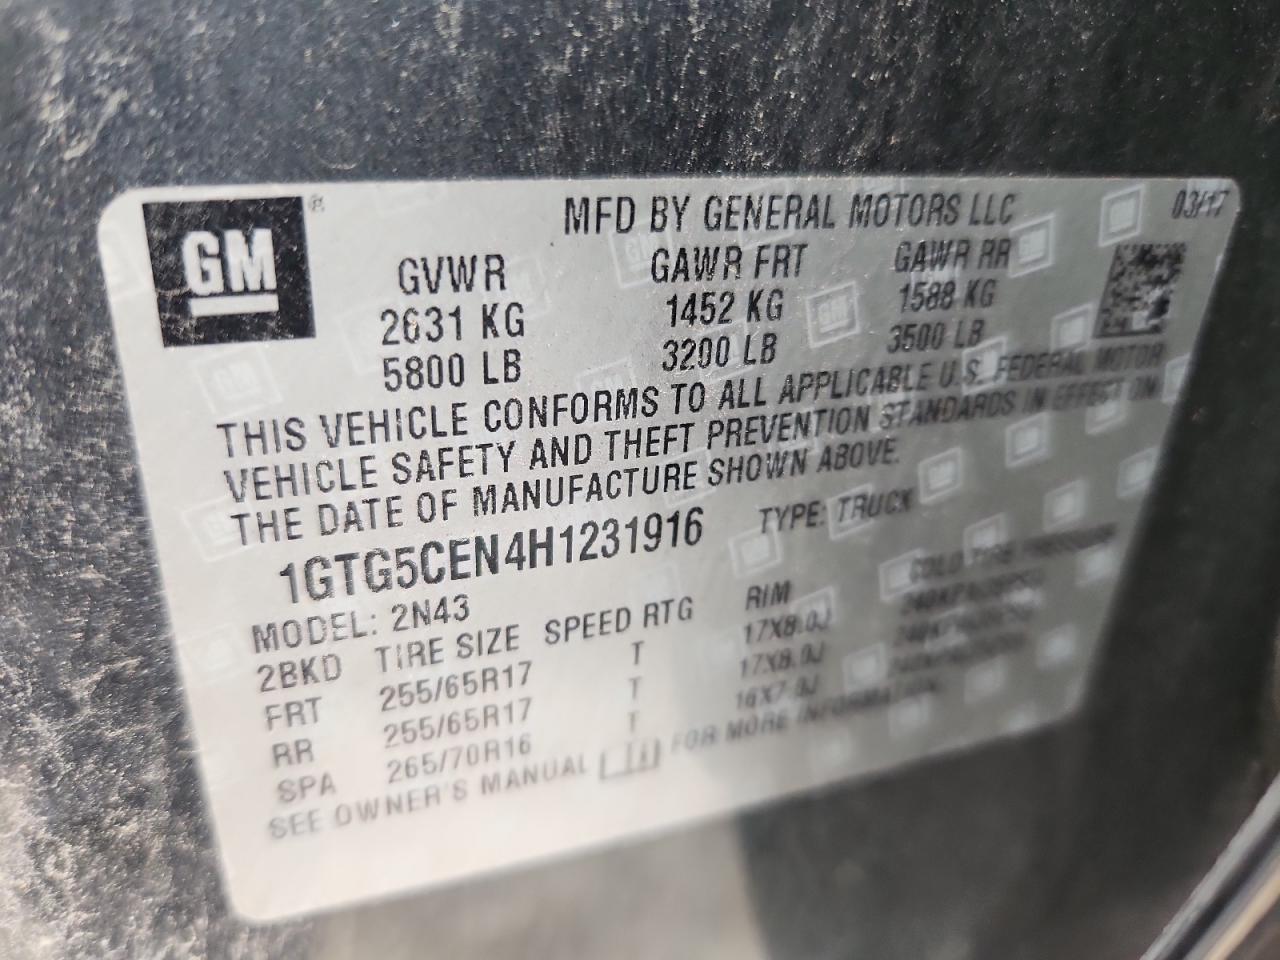 GM ®
MFD BY GENERAL MOTORS LLC 03/17
GVWR GAWR FRT GAWR RR
2631 KG 1452 KG 1588 KG
5800 LB 3200 LB 3500 LB
THIS VEHICLE CONFORMS TO ALL APPLICABLE U.S. FEDERAL MOTOR
VEHICLE SAFETY AND THEFT PREVENTION STANDARDS IN EFFECT ON
THE DATE OF MANUFACTURE SHOWN ABOVE.
1GTG5CEN4H1231916 TYPE: TRUCK
MODEL: 2N43
2BKD TIRE SIZE SPEED RTG RIM COLD TIRE PRESSURE
FRT 255/65R17 T 17X8.0J
RR 255/65R17 T 17X8.0J
SPA 265/70R16 T 16X7.0J
SEE OWNER'S MANUAL FOR MORE INFORMATION.